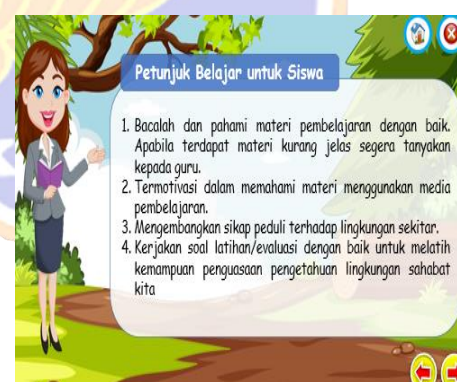 Petunjuk Belajar untuk Siswa
1. Bacalah dan pahami materi pembelajaran dengan baik.
Apabila terdapat materi kurang jelas segera tanyakan
kepada guru.
2. Termotivasi dalam memahami materi menggunakan media
pembelajaran.
3. Mengembangkan sikap peduli terhadap lingkungan sekitar.
4. Kerjakan soal latihan/evaluasi dengan baik untuk melatih
kemampuan penguasaan pengetahuan lingkungan sahabat
kita